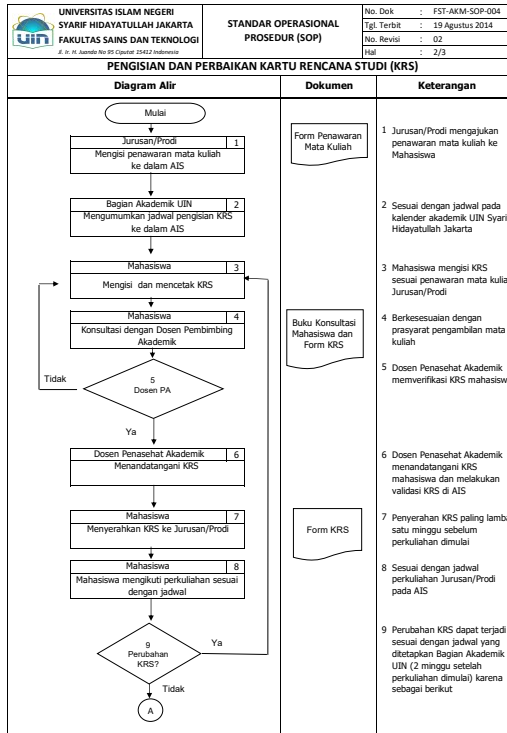 UNIVERSITAS ISLAM NEGERI
SYARIF HIDAYATULLAH JAKARTA
FAKULTAS SAINS DAN TEKNOLOGI
Jl. Ir. H. Juanda No 95 Ciputat 15412 Indonesia
uin
STANDAR OPERASIONAL
PROSEDUR (SOP)
No. Dok : FST-AKM-SOP-004
Tgl. Terbit : 19 Agustus 2014
No. Revisi : 02
Hal : 2/3
PENGISIAN DAN PERBAIKAN KARTU RENCANA STUDI (KRS)
Diagram Alir
Dokumen
Keterangan
Mulai
Jurusan/Prodi 1
Mengisi penawaran mata kuliah
ke dalam AIS
Form Penawaran
Mata Kuliah
1 Jurusan/Prodi mengajukan
penawaran mata kuliah ke
Mahasiswa
Bagian Akademik UIN 2
Mengumumkan jadwal pengisian KRS
ke dalam AIS
2 Sesuai dengan jadwal pada
kalender akademik UIN Syari
Hidayatullah Jakarta
Mahasiswa 3
Mengisi dan mencetak KRS
3 Mahasiswa mengisi KRS
sesuai penawaran mata kulia
Jurusan/Prodi
Mahasiswa 4
Konsultasi dengan Dosen Pembimbing
Akademik
Buku Konsultasi
Mahasiswa dan
Form KRS
4 Berkesesuaian dengan
prasyarat pengambilan mata
kuliah
Tidak
5
Dosen PA
5 Dosen Penasehat Akademik
memverifikasi KRS mahasisw
Ya
Dosen Penasehat Akademik 6
Menandatangani KRS
6 Dosen Penasehat Akademik
menandatangani KRS
mahasiswa dan melakukan
validasi KRS di AIS
Mahasiswa 7
Menyerahkan KRS ke Jurusan/Prodi
Form KRS
7 Penyerahan KRS paling lamba
satu minggu sebelum
perkuliahan dimulai
Mahasiswa 8
Mahasiswa mengikuti perkuliahan sesuai
dengan jadwal
8 Sesuai dengan jadwal
perkuliahan Jurusan/Prodi
pada AIS
9
Perubahan
KRS?
Ya
Tidak
A
9 Perubahan KRS dapat terjadi
sesuai dengan jadwal yang
ditetapkan Bagian Akademik
UIN (2 minggu setelah
perkuliahan dimulai) karena
sebagai berikut